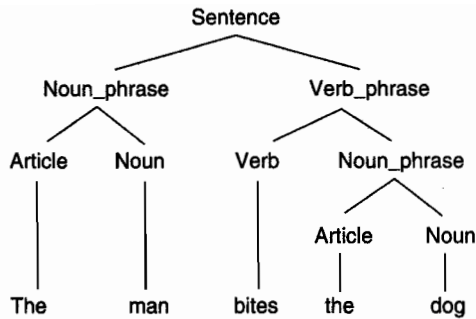 Sentence
Noun_phrase Verb_phrase
Article Noun Verb Noun_phrase
Article Noun
The man bites the dog